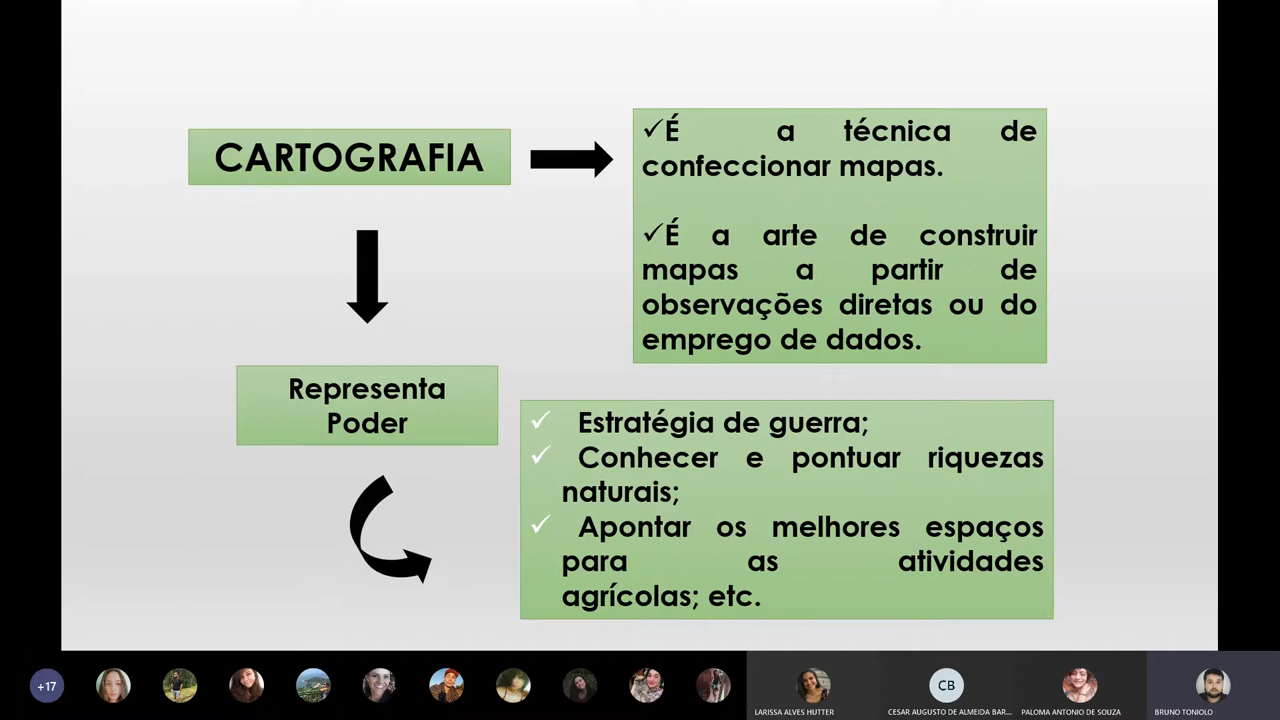 CARTOGRAFIA
✓É a técnica de
confeccionar mapas.
✓É a arte de construir
mapas a partir de
observações diretas ou do
emprego de dados.
Representa
Poder
✓ Estratégia de guerra;
✓ Conhecer e pontuar riquezas
naturais;
✓ Apontar os melhores espaços
para as atividades
agrícolas; etc.
+17
CB
LARISSA ALVES HUTTER
CESAR AUGUSTO DE ALMEIDA BAR...
PALOMA ANTONIO DE SOUZA
BRUNO TONIOLO